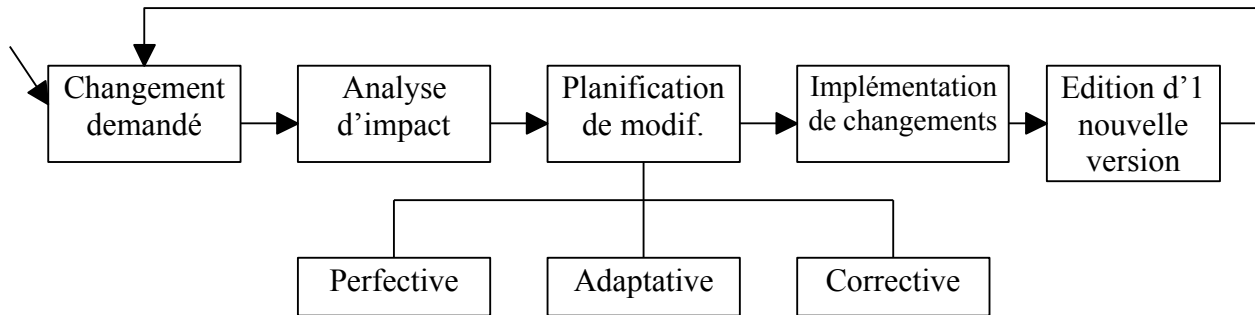 Changement
demandé
Analyse
d’impact
Planification
de modif.
Implémentation
de changements
Edition d’1
nouvelle
version
Perfective
Adaptative
Corrective